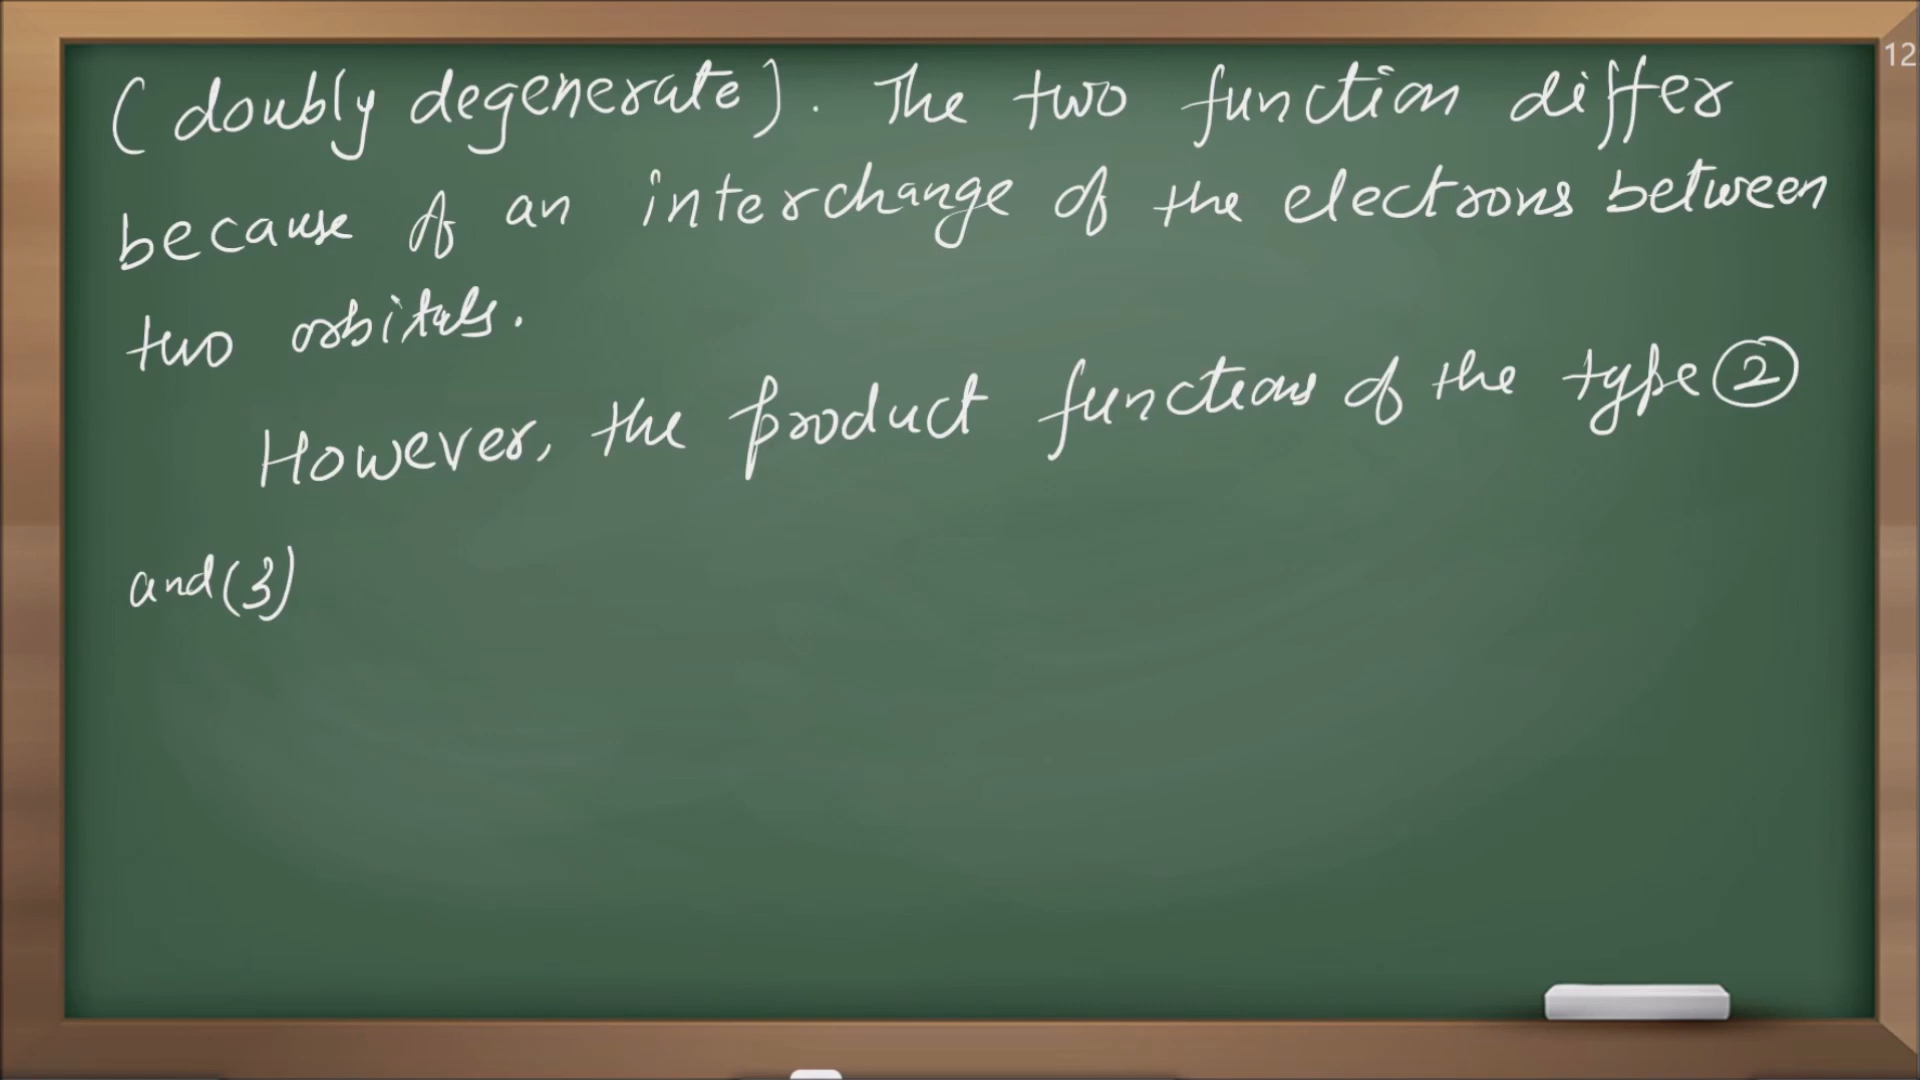 (doubly degenerate). The two function differ
because of an interchange of the electrons between
two orbitals.
However, the product functions of the type ②
and (3)
12